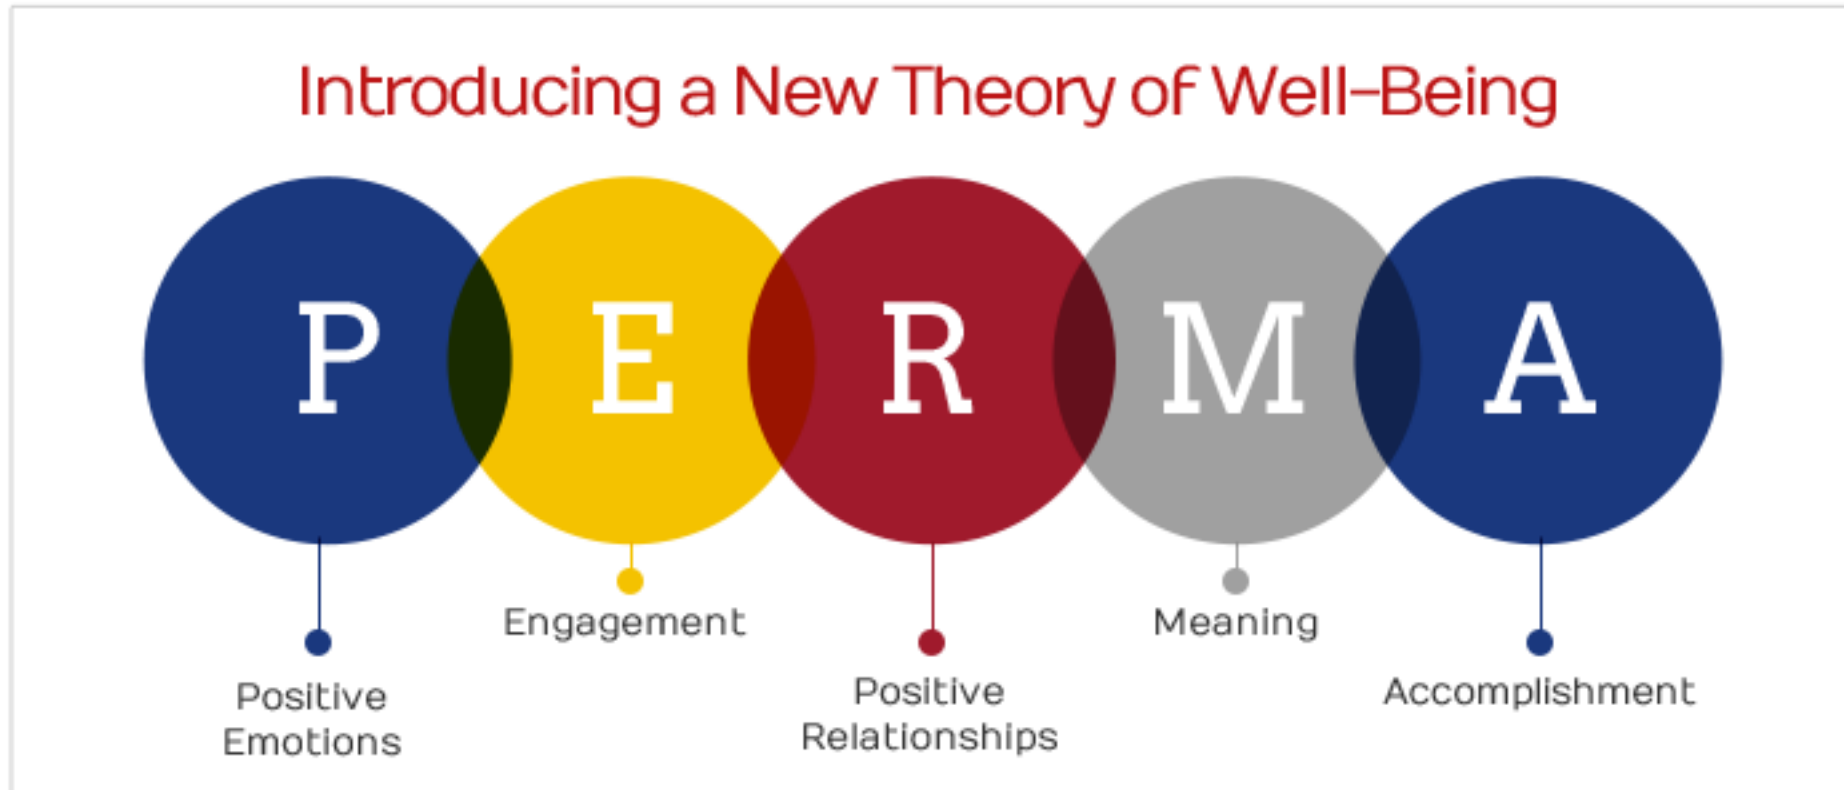 Introducing a New Theory of Well-Being
P E R M A
Positive
Emotions
Engagement
Positive
Relationships
Meaning
Accomplishment